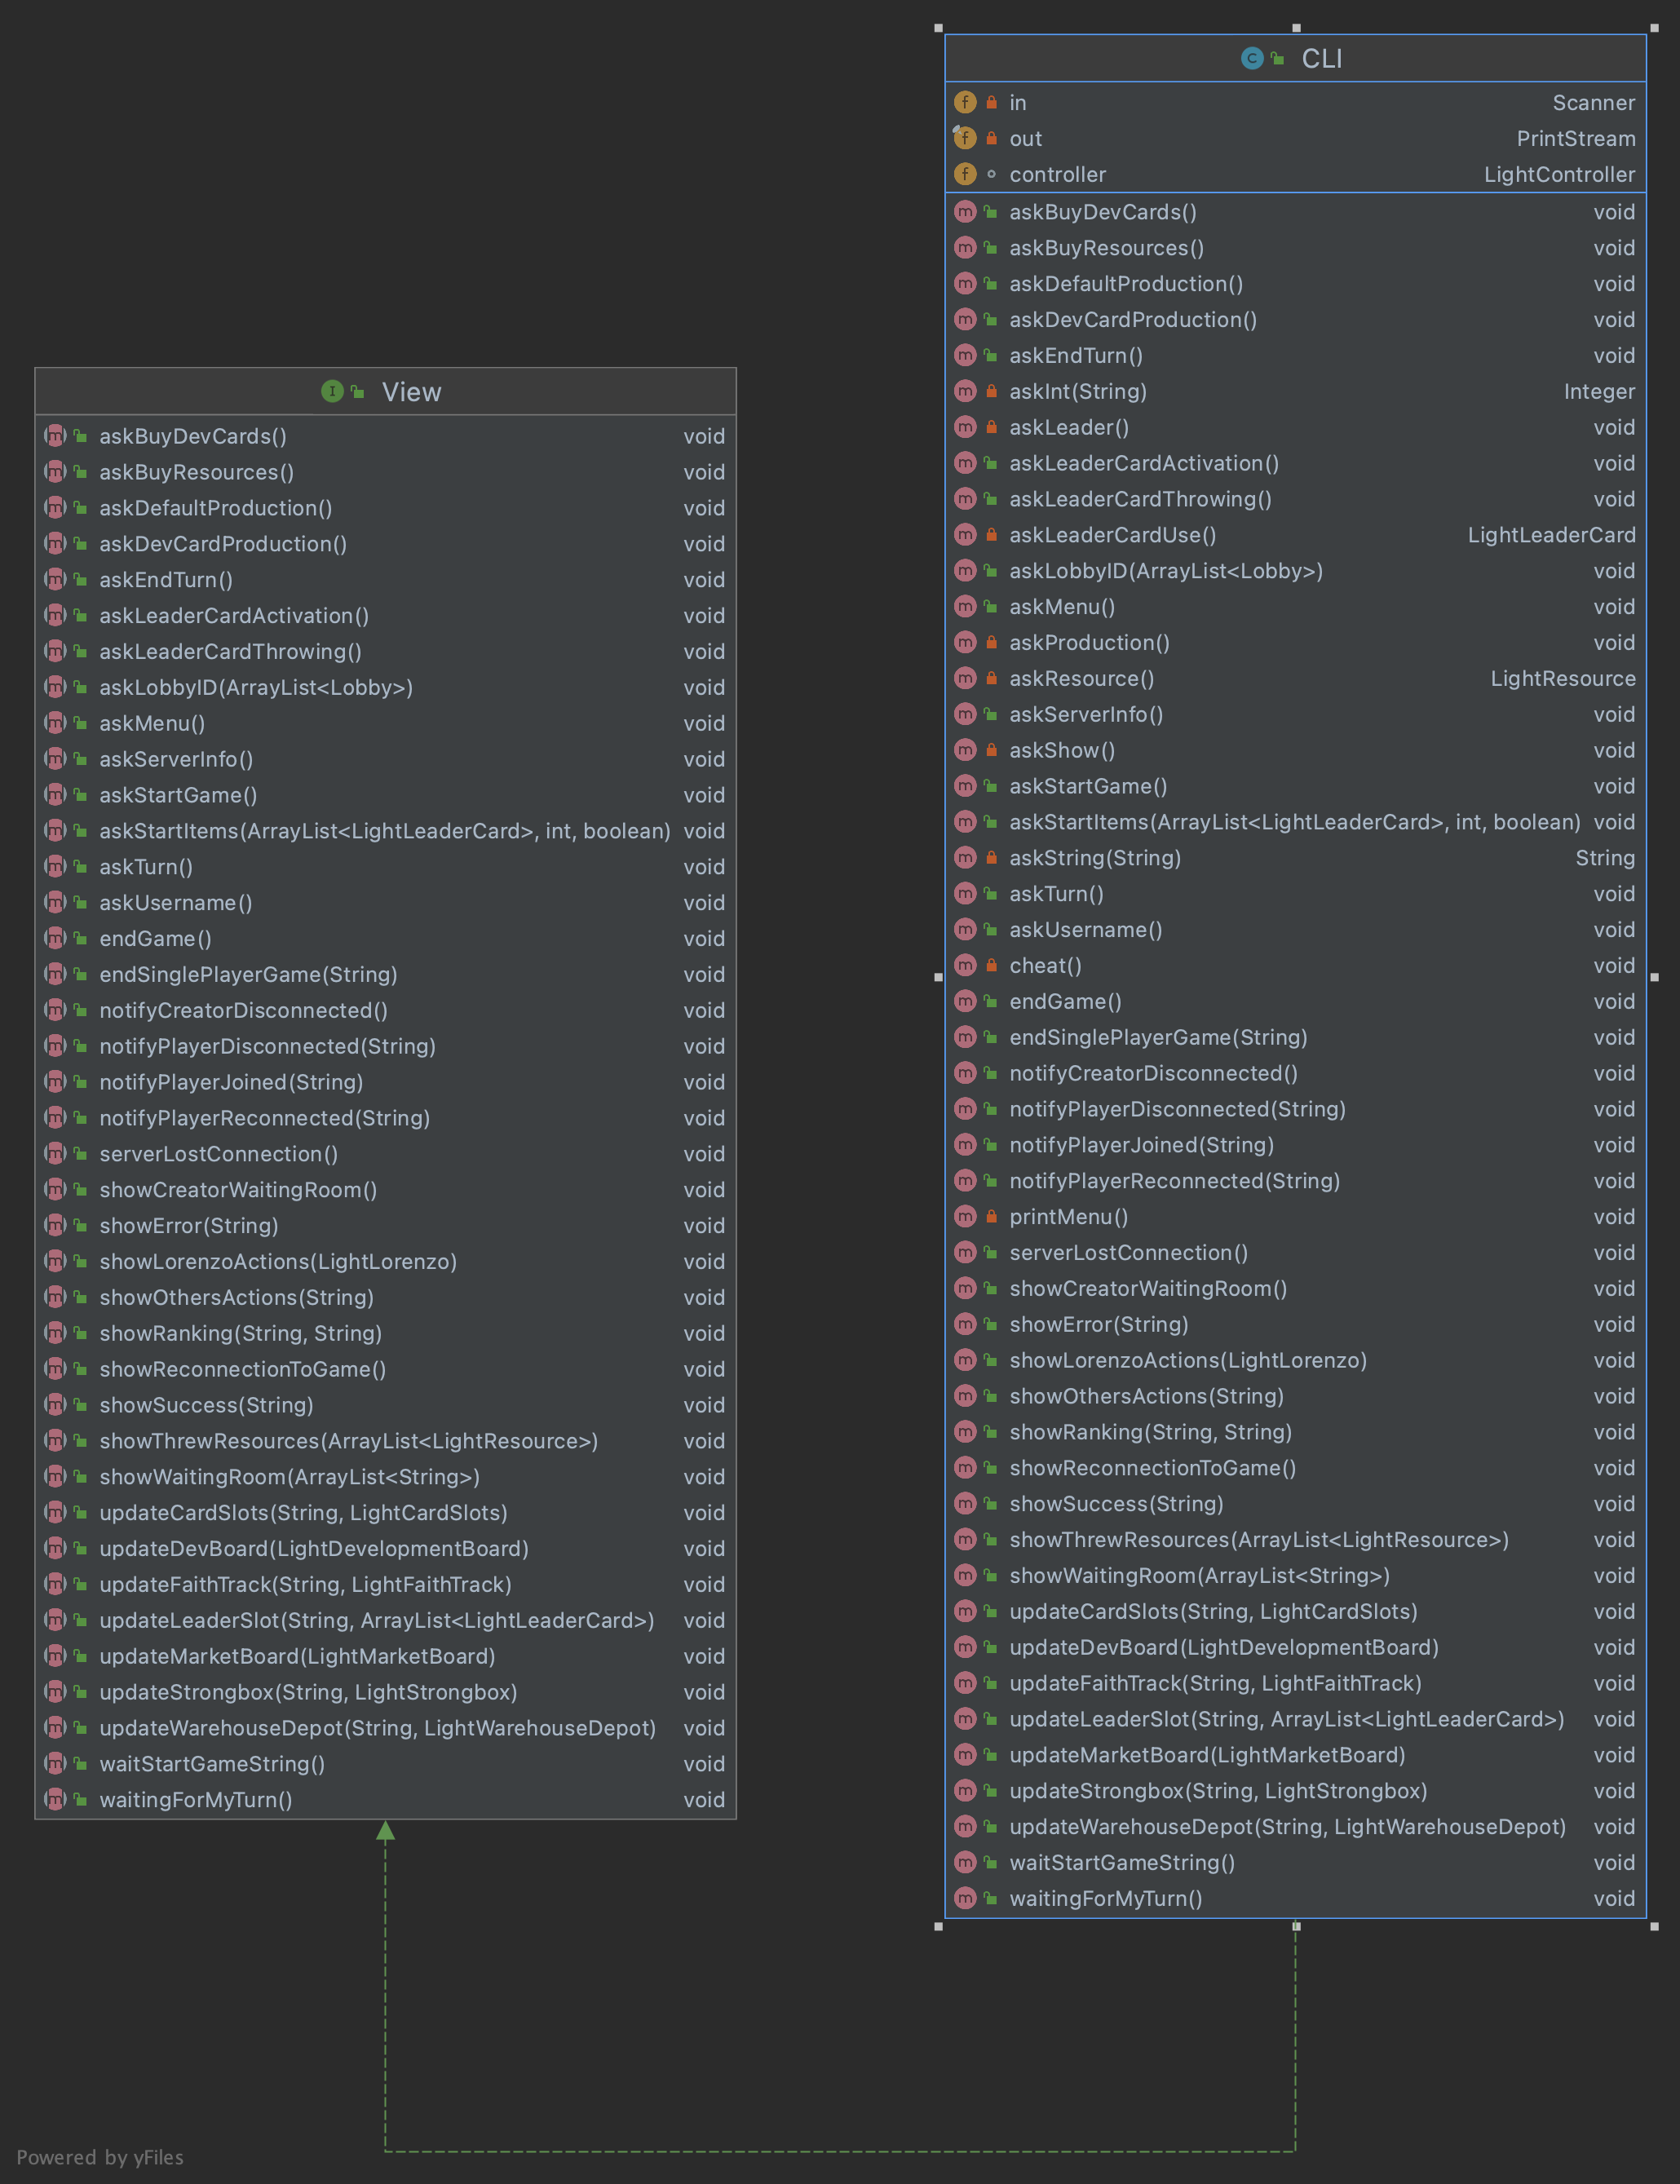 View
askBuyDevCards() void
askBuyResources() void
askDefaultProduction() void
askDevCardProduction() void
askEndTurn() void
askLeaderCardActivation() void
askLeaderCardThrowing() void
askLobbyID(ArrayList<Lobby>) void
askMenu() void
askServerInfo() void
askStartGame() void
askStartItems(ArrayList<LightLeaderCard>, int, boolean) void
askTurn() void
askUsername() void
endGame() void
endSinglePlayerGame(String) void
notifyCreatorDisconnected() void
notifyPlayerDisconnected(String) void
notifyPlayerJoined(String) void
notifyPlayerReconnected(String) void
serverLostConnection() void
showCreatorWaitingRoom() void
showError(String) void
showLorenzoActions(LightLorenzo) void
showOthersActions(String) void
showRanking(String, String) void
showReconnectionToGame() void
showSuccess(String) void
showThrewResources(ArrayList<LightResource>) void
showWaitingRoom(ArrayList<String>) void
updateCardSlots(String, LightCardSlots) void
updateDevBoard(LightDevelopmentBoard) void
updateFaithTrack(String, LightFaithTrack) void
updateLeaderSlot(String, ArrayList<LightLeaderCard>) void
updateMarketBoard(LightMarketBoard) void
updateStrongbox(String, LightStrongbox) void
updateWarehouseDepot(String, LightWarehouseDepot) void
waitStartGameString() void
waitingForMyTurn() void
CLI
in Scanner
out PrintStream
controller LightController
askBuyDevCards() void
askBuyResources() void
askDefaultProduction() void
askDevCardProduction() void
askEndTurn() void
askInt(String) Integer
askLeader() void
askLeaderCardActivation() void
askLeaderCardThrowing() void
askLeaderCardUse() LightLeaderCard
askLobbyID(ArrayList<Lobby>) void
askMenu() void
askProduction() void
askResource() LightResource
askServerInfo() void
askShow() void
askStartGame() void
askStartItems(ArrayList<LightLeaderCard>, int, boolean) void
askString(String) String
askTurn() void
askUsername() void
cheat() void
endGame() void
endSinglePlayerGame(String) void
notifyCreatorDisconnected() void
notifyPlayerDisconnected(String) void
notifyPlayerJoined(String) void
notifyPlayerReconnected(String) void
printMenu() void
serverLostConnection() void
showCreatorWaitingRoom() void
showError(String) void
showLorenzoActions(LightLorenzo) void
showOthersActions(String) void
showRanking(String, String) void
showReconnectionToGame() void
showSuccess(String) void
showThrewResources(ArrayList<LightResource>) void
showWaitingRoom(ArrayList<String>) void
updateCardSlots(String, LightCardSlots) void
updateDevBoard(LightDevelopmentBoard) void
updateFaithTrack(String, LightFaithTrack) void
updateLeaderSlot(String, ArrayList<LightLeaderCard>) void
updateMarketBoard(LightMarketBoard) void
updateStrongbox(String, LightStrongbox) void
updateWarehouseDepot(String, LightWarehouseDepot) void
waitStartGameString() void
waitingForMyTurn() void
Powered by yFiles